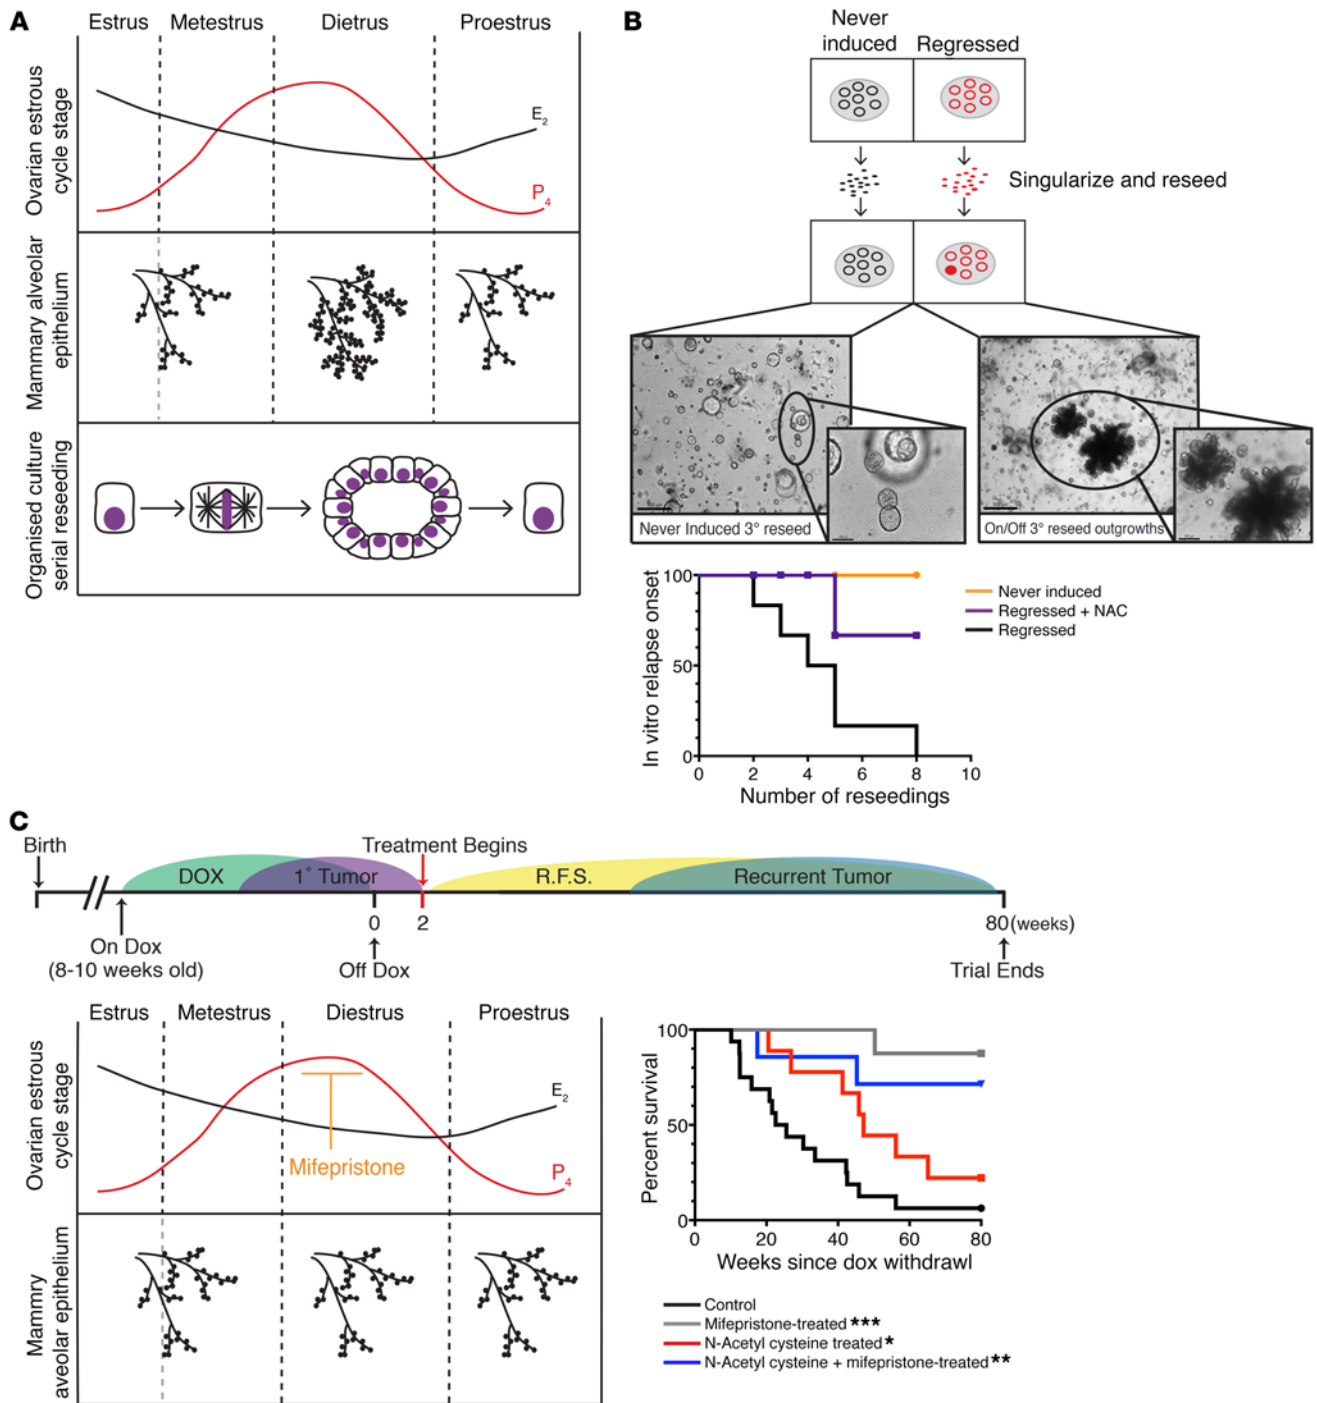 A
Estrus Metestrus Dietrus Proestrus
Ovarian estrous
cycle stage
E2
P4
Mammary alveolar
epithelium
Organised culture
serial reseeding
B
Never
induced
Regressed
Singularize and reseed
Never Induced 3° reseed
On/Off 3° reseed outgrowths
In vitro relapse onset
100
50
0
0 2 4 6 8 10
Number of reseedings
Never induced
Regressed + NAC
Regressed
C
Birth
Treatment Begins
DOX
1° Tumor
R.F.S.
Recurrent Tumor
0
2
80(weeks)
On Dox
(8-10 weeks old)
Off Dox
Trial Ends
Estrus Metestrus Diestrus Proestrus
Ovarian estrous
cycle stage
E2
Mifepristone
P4
Mammry
aveolar epithelium
Percent survival
100
50
0
0 20 40 60 80
Weeks since dox withdrawl
Control
Mifepristone-treated ***
N-Acetyl cysteine treated *
N-Acetyl cysteine + mifepristone-treated **